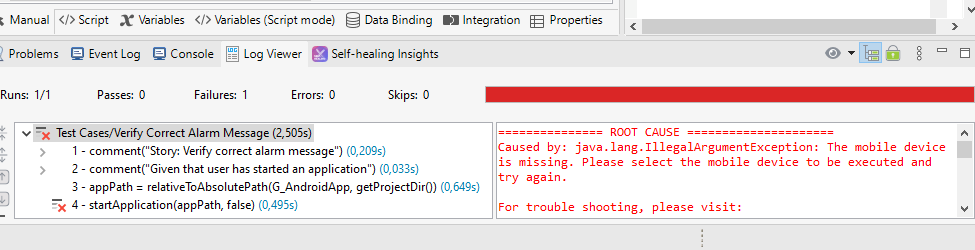 Manual </> Script Variables </> Variables (Script mode) Data Binding Integration Properties
Problems Event Log Console Log Viewer Self-healing Insights
Runs: 1/1 Passes: 0 Failures: 1 Errors: 0 Skips: 0
Test Cases/Verify Correct Alarm Message (2,505s)
1 - comment("Story: Verify correct alarm message") (0,209s)
2 - comment("Given that user has started an application") (0,033s)
3 - appPath = relativeToAbsolutePath(G_AndroidApp, getProjectDir()) (0,649s)
4 - startApplication(appPath, false) (0,495s)
=============== ROOT CAUSE =====================
Caused by: java.lang.IllegalArgumentException: The mobile device
is missing. Please select the mobile device to be executed and
try again.
For trouble shooting, please visit: